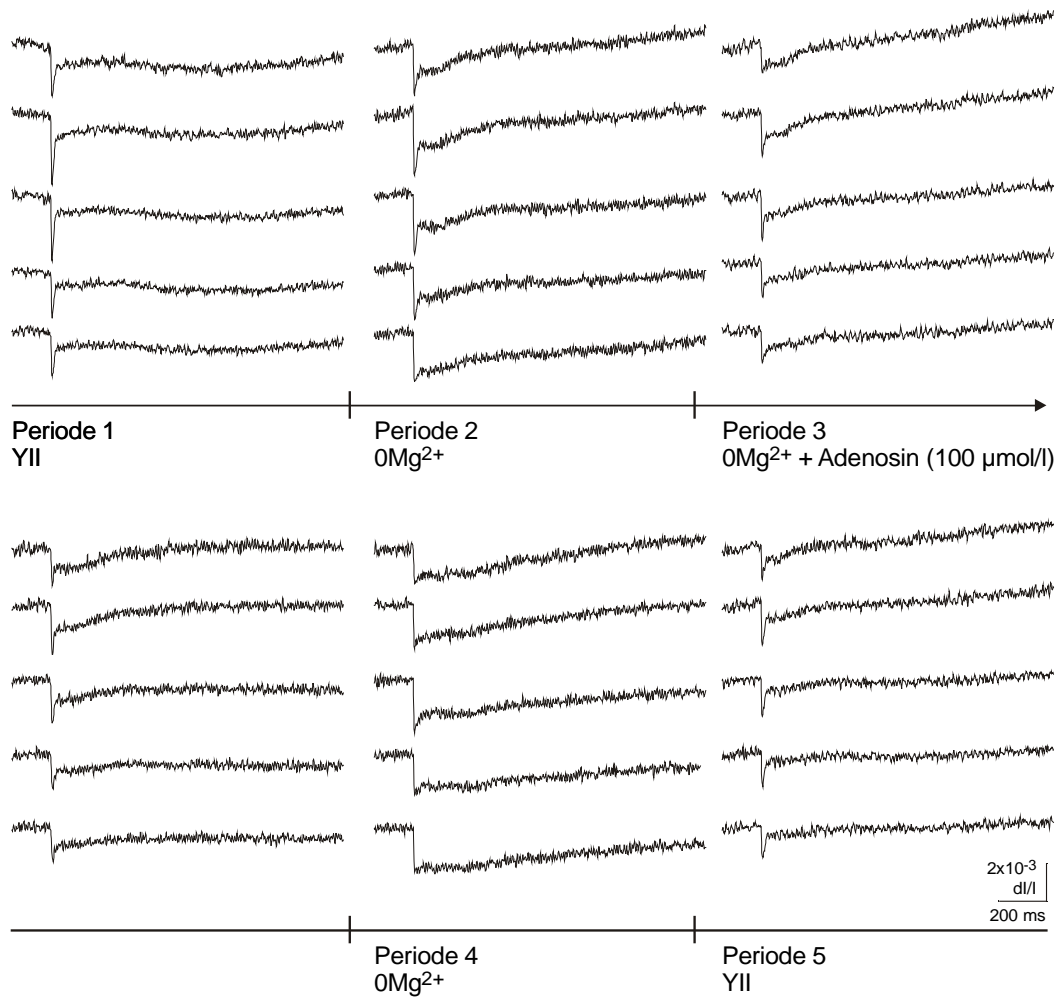 Periode 1
YII
Periode 2
0Mg²⁺
Periode 3
0Mg²⁺ + Adenosin (100 µmol/l)
2x10⁻³
dI/I
200 ms
Periode 4
0Mg²⁺
Periode 5
YII